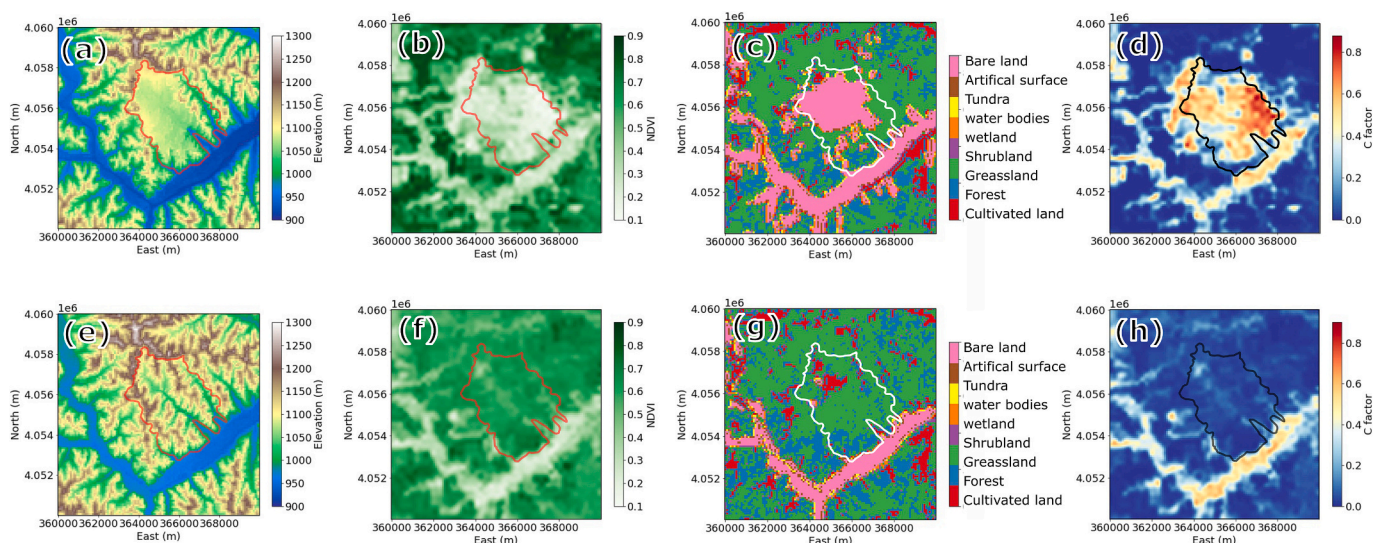 1e6
(a)
4.060
4.058
4.056
4.054
4.052
North (m)
360000 362000 364000 366000 368000
East (m)
1300
1250
1200
1150
1100
1050
1000
950
900
Elevation (m)
1e6
(b)
4.060
4.058
4.056
4.054
4.052
North (m)
360000 362000 364000 366000 368000
East (m)
0.9
0.8
0.7
0.6
0.5
0.4
0.3
0.2
0.1
NDVI
1e6
(c)
4.060
4.058
4.056
4.054
4.052
North (m)
360000 362000 364000 366000 368000
East (m)
Bare land
Artifical surface
Tundra
water bodies
wetland
Shrubland
Greassland
Forest
Cultivated land
1e6
(d)
4.060
4.058
4.056
4.054
4.052
North (m)
360000 362000 364000 366000 368000
East (m)
0.8
0.6
0.4
0.2
0.0
C factor
1e6
(e)
4.060
4.058
4.056
4.054
4.052
North (m)
360000 362000 364000 366000 368000
East (m)
1300
1250
1200
1150
1100
1050
1000
950
900
Elevation (m)
1e6
(f)
4.060
4.058
4.056
4.054
4.052
North (m)
360000 362000 364000 366000 368000
East (m)
0.9
0.8
0.7
0.6
0.5
0.4
0.3
0.2
0.1
NDVI
1e6
(g)
4.060
4.058
4.056
4.054
4.052
North (m)
360000 362000 364000 366000 368000
East (m)
Bare land
Artifical surface
Tundra
water bodies
wetland
Shrubland
Greassland
Forest
Cultivated land
1e6
(h)
4.060
4.058
4.056
4.054
4.052
North (m)
360000 362000 364000 366000 368000
East (m)
0.8
0.6
0.4
0.2
0.0
C factor